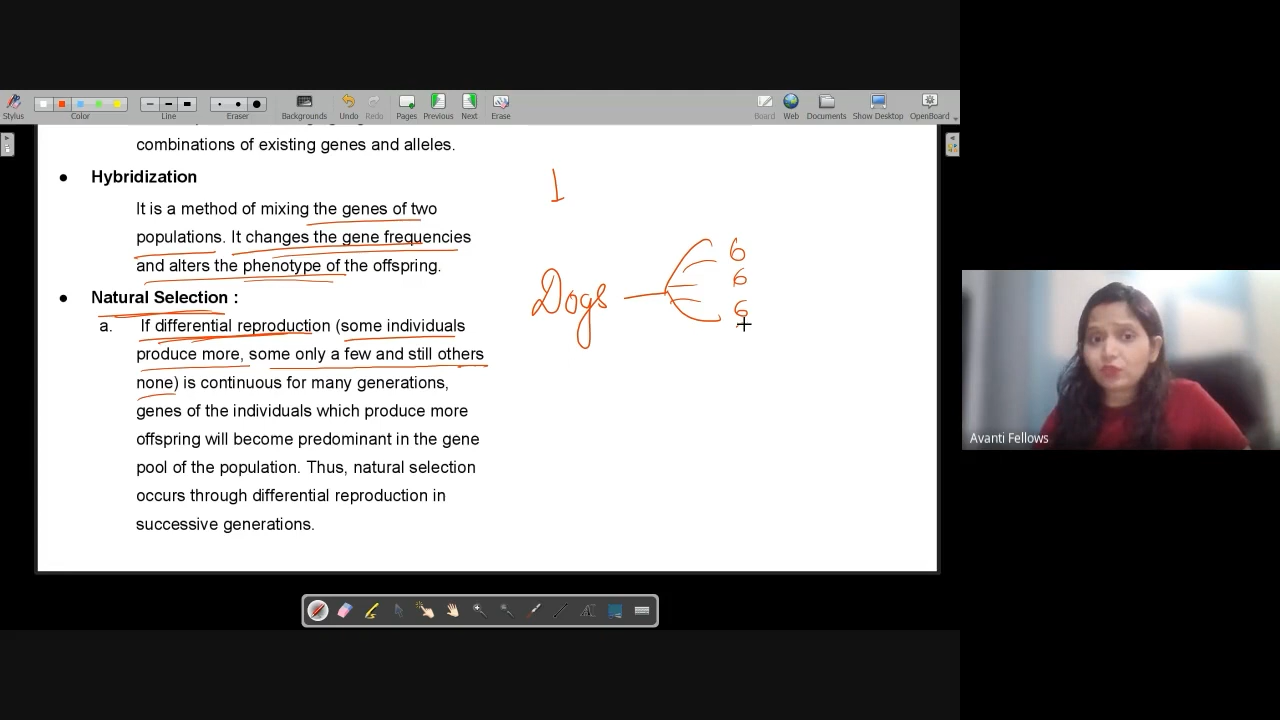 Stylus
Color
Line
Eraser
Backgrounds
Undo
Redo
Pages
Previous
Next
Erase
Board
Web
Documents
Show Desktop
OpenBoard
combinations of existing genes and alleles.
● Hybridization
It is a method of mixing the genes of two
populations. It changes the gene frequencies
and alters the phenotype of the offspring.
● Natural Selection :
a. If differential reproduction (some individuals
produce more, some only a few and still others
none) is continuous for many generations,
genes of the individuals which produce more
offspring will become predominant in the gene
pool of the population. Thus, natural selection
occurs through differential reproduction in
successive generations.
1
Dogs
6
6
6
Avanti Fellows